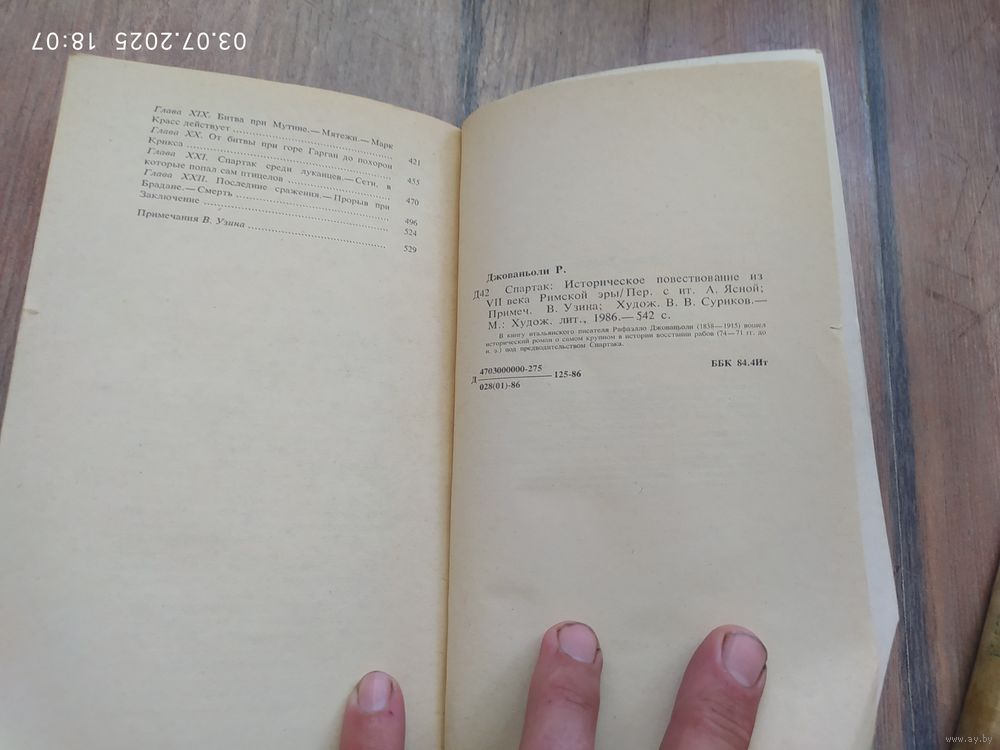 03.07.2025 18:07
Глава XIX. Битва при Мутине.— Мятежи.— Марк
Красс действует 421
Глава XX. От битвы при горе Гарган до похорон
Крикса 455
Глава XXI. Спартак среди луканцев.— Сети, в
которые попал сам птицелов 470
Глава XXII. Последние сражения.— Прорыв при
Брадане.— Смерть 496
Заключение 524
Примечания В. Узина 529
Джованьоли Р.
Д42 Спартак: Историческое повествование из
VII века Римской эры/Пер. с ит. А. Ясной;
Примеч. В. Узина; Худож. В. В. Суриков.—
М.: Худож. лит., 1986.— 542 с.
В книгу итальянского писателя Рафаэлло Джованьоли (1838—1915) вошел
исторический роман о самом крупном в истории восстании рабов (74—71 гг. до
н. э.) под предводительством Спартака.
Д 4703000000-275 125-86
028(01)-86
ББК 84.4Ит
www.ay.by